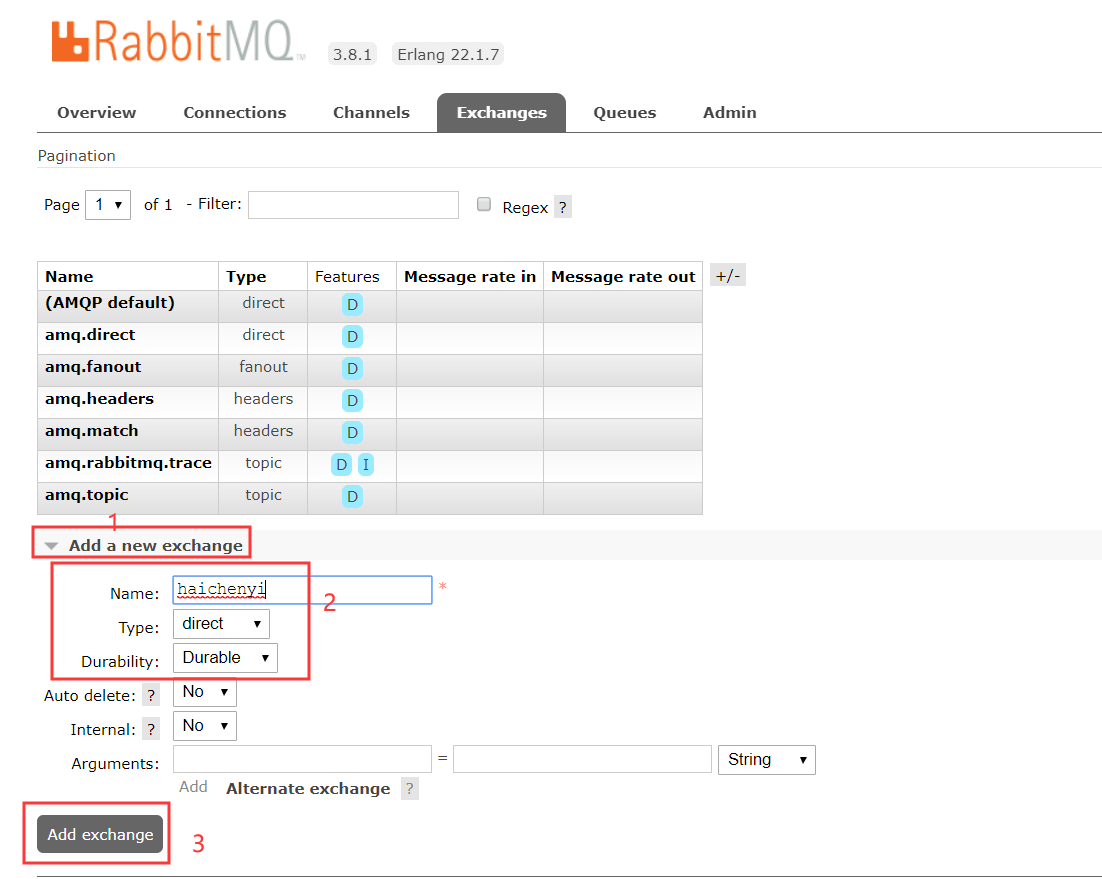 RabbitMQ™ 3.8.1 Erlang 22.1.7
Overview Connections Channels Exchanges Queues Admin
Pagination
Page 1 of 1 - Filter: Regex ?
Name Type Features Message rate in Message rate out +/-
(AMQP default) direct D
amq.direct direct D
amq.fanout fanout D
amq.headers headers D
amq.match headers D
amq.rabbitmq.trace topic D I
amq.topic topic D
1
Add a new exchange
Name: haichenyi *
2
Type: direct
Durability: Durable
Auto delete: ? No
Internal: ? No
Arguments: = String
Add Alternate exchange ?
Add exchange
3